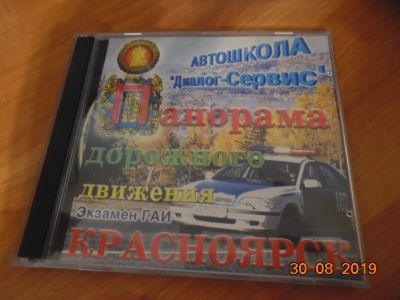 АВТОШКОЛА
"Диалог-Сервис"
Панорама
дорожного
движения
Экзамен ГАИ
КРАСНОЯРСК
30-08-2019